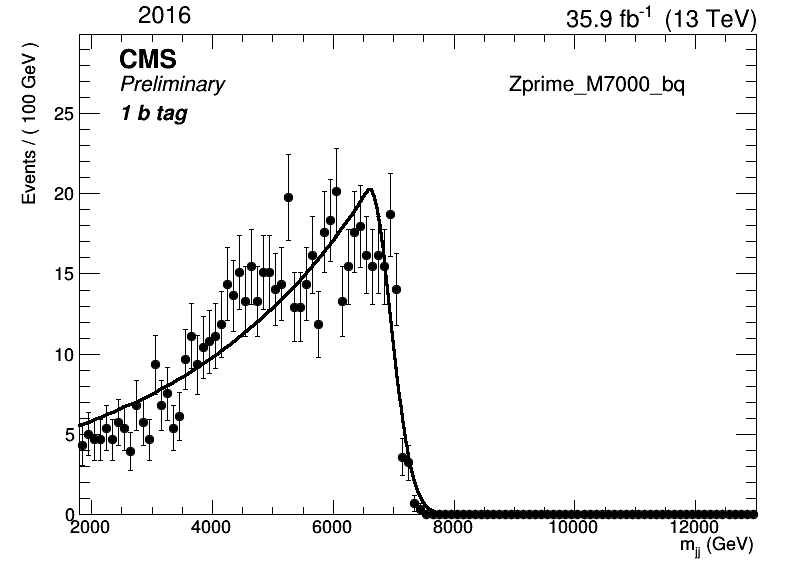 2016
35.9 fb⁻¹ (13 TeV)
CMS
Preliminary
1 b tag
Zprime_M7000_bq
Events / ( 100 GeV )
25
20
15
10
5
0
2000 4000 6000 8000 10000 12000
m_jj (GeV)